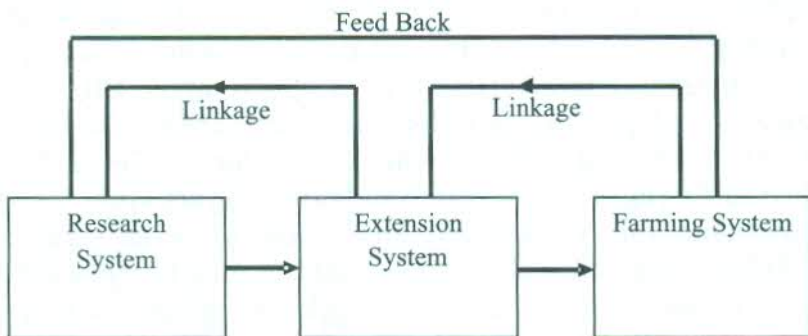 Feed Back
Linkage
Linkage
Research
System
Extension
System
Farming System